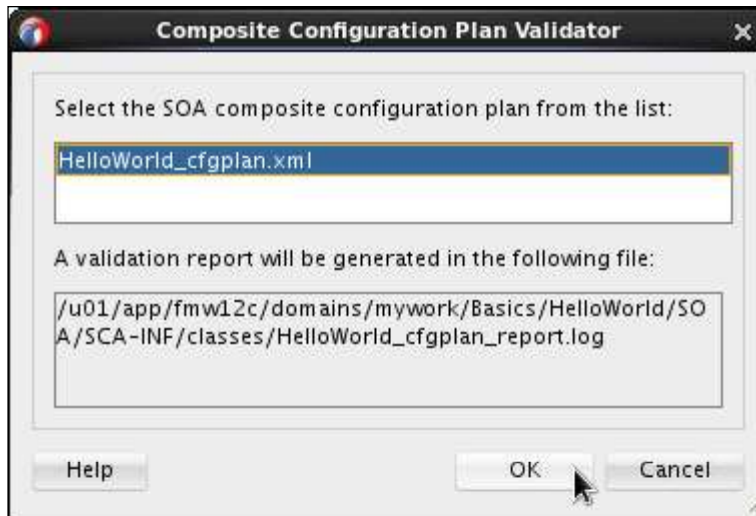 Composite Configuration Plan Validator
Select the SOA composite configuration plan from the list:
HelloWorld_cfgplan.xml
A validation report will be generated in the following file:
/u01/app/fmw12c/domains/mywork/Basics/HelloWorld/SO
A/SCA-INF/classes/HelloWorld_cfgplan_report.log
Help OK Cancel